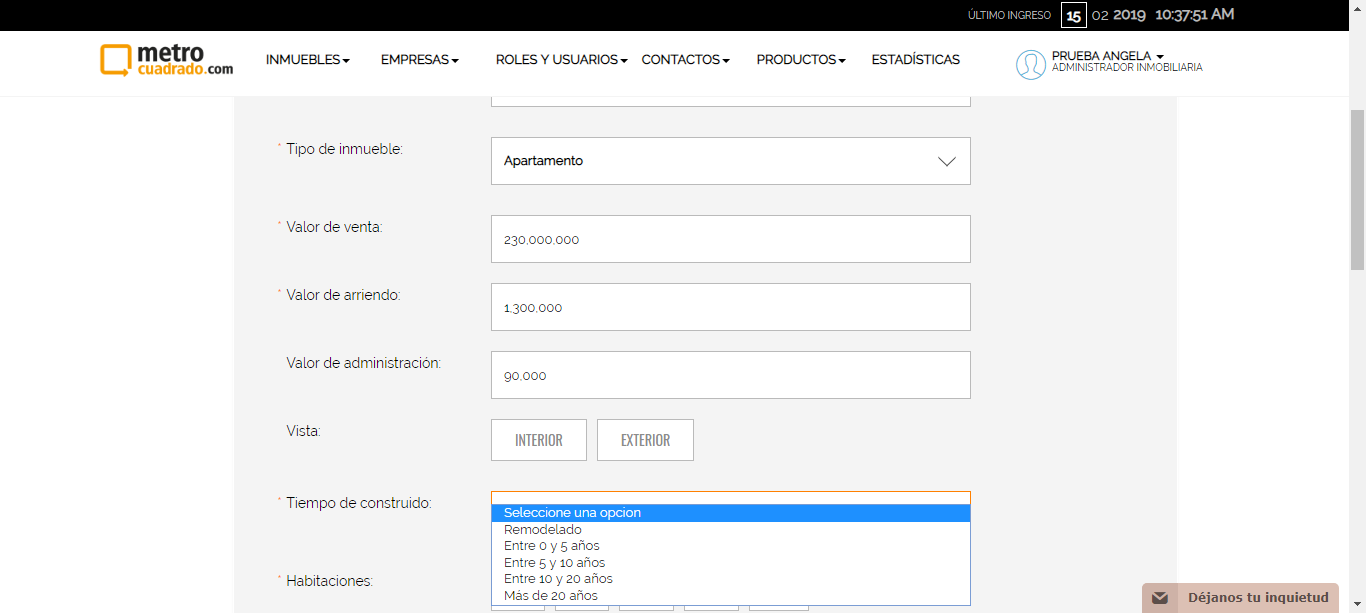 ÚLTIMO INGRESO 15 02 2019 10:37:51 AM
metro
cuadrado.com
INMUEBLES EMPRESAS ROLES Y USUARIOS CONTACTOS PRODUCTOS ESTADÍSTICAS
PRUEBA ANGELA
ADMINISTRADOR INMOBILIARIA
* Tipo de inmueble: Apartamento
* Valor de venta: 230,000,000
* Valor de arriendo: 1,300,000
Valor de administración: 90,000
Vista: INTERIOR EXTERIOR
* Tiempo de construido:
Seleccione una opcion
Remodelado
Entre 0 y 5 años
Entre 5 y 10 años
Entre 10 y 20 años
Más de 20 años
* Habitaciones:
Déjanos tu inquietud